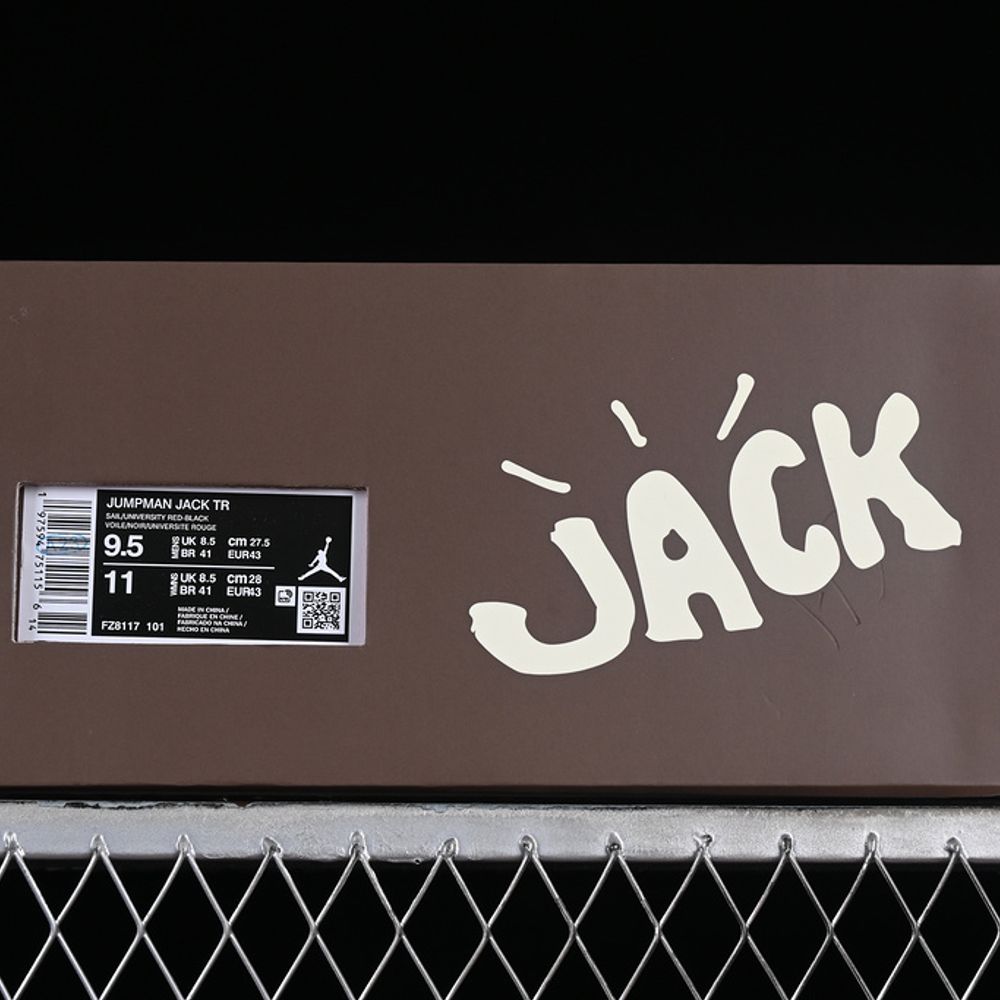 JUMPMAN JACK TR
SAIL/UNIVERSITY RED-BLACK
VOILE/NOIR/UNIVERSITE ROUGE
9.5 MENS UK 8.5 cm 27.5
BR 41 EUR43
11 WMNS UK 8.5 cm 28
BR 41 EUR43
MADE IN CHINA /
FABRIQUE EN CHINE /
FABRICADO NA CHINA /
HECHO EN CHINA
FZ8117 101
JACK